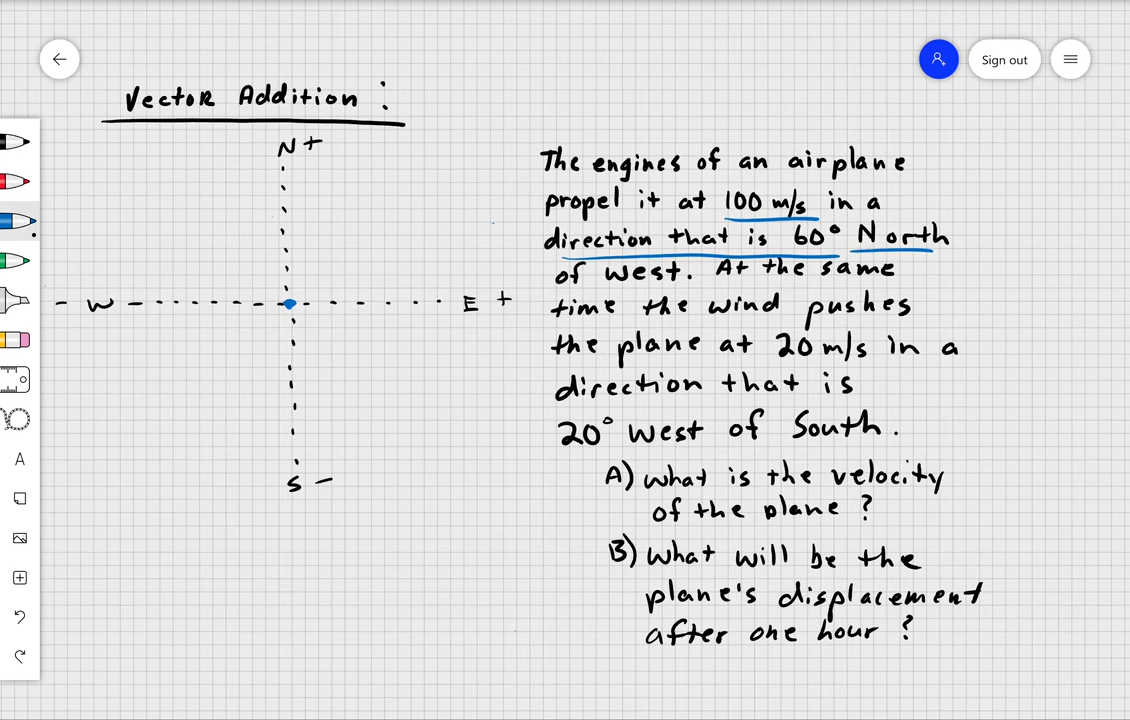 Sign out
Vector Addition:
N +
W
E +
S -
The engines of an airplane
propel it at 100 m/s in a
direction that is 60° North
of west. At the same
time the wind pushes
the plane at 20 m/s in a
direction that is
20° west of South.
A) what is the velocity
of the plane?
B) what will be the
plane's displacement
after one hour?
A